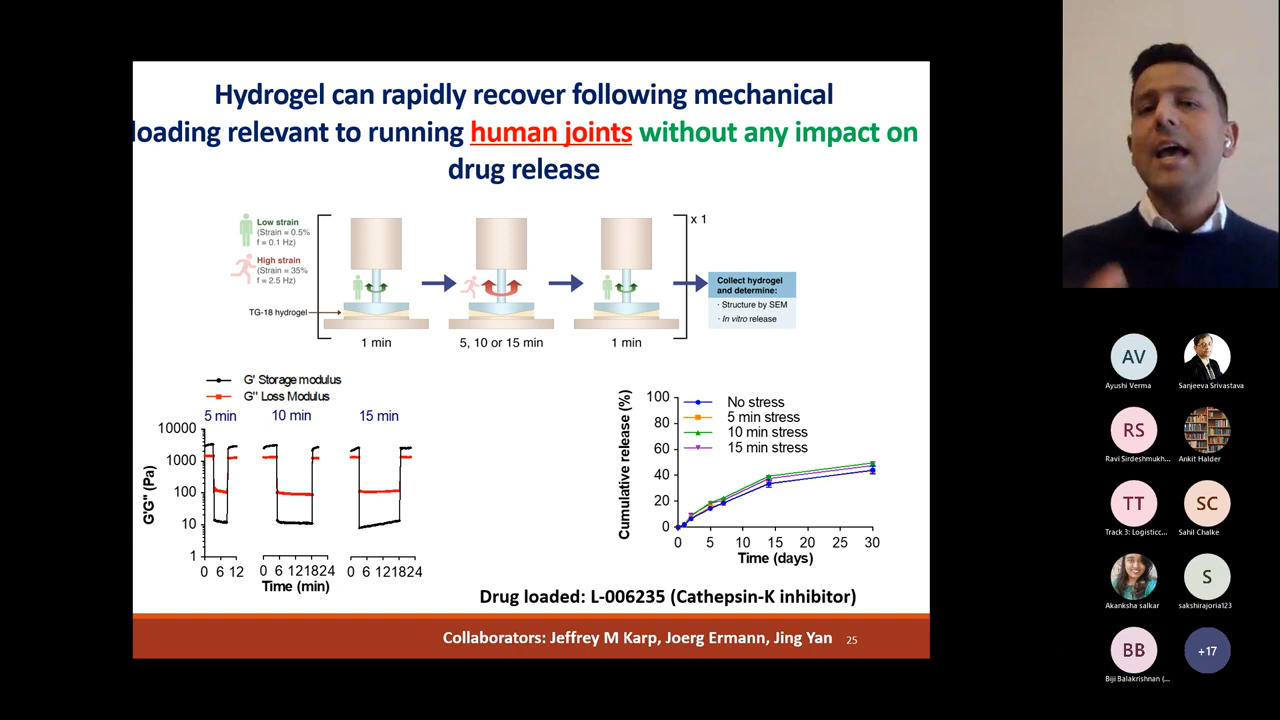 Hydrogel can rapidly recover following mechanical
loading relevant to running human joints without any impact on
drug release
Low strain
(Strain = 0.5%
f = 0.1 Hz)
High strain
(Strain = 35%
f = 2.5 Hz)
TG-18 hydrogel
1 min
5, 10 or 15 min
1 min
x 1
Collect hydrogel
and determine:
· Structure by SEM
· In vitro release
G' Storage modulus
G'' Loss Modulus
5 min 10 min 15 min
G'G'' (Pa)
10000
1000
100
10
1
0 6 12 0 6 12 18 24 0 6 12 18 24
Time (min)
Cumulative release (%)
100
80
60
40
20
0
No stress
5 min stress
10 min stress
15 min stress
0 5 10 15 20 25 30
Time (days)
Drug loaded: L-006235 (Cathepsin-K inhibitor)
Collaborators: Jeffrey M Karp, Joerg Ermann, Jing Yan 25
AV
Ayushi Verma
Sanjeeva Srivastava
RS
Ravi Sirdeshmukh...
Ankit Halder
TT
Track 3: Logisticc...
SC
Sahil Chalke
Akanksha salkar
S
sakshirajoria123
BB
Biji Balakrishnan (...
+17